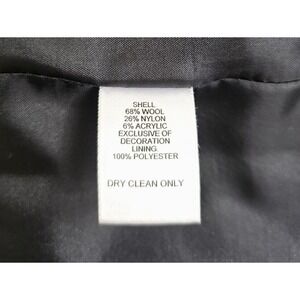 SHELL
68% WOOL
26% NYLON
6% ACRYLIC
EXCLUSIVE OF
DECORATION
LINING
100% POLYESTER
DRY CLEAN ONLY